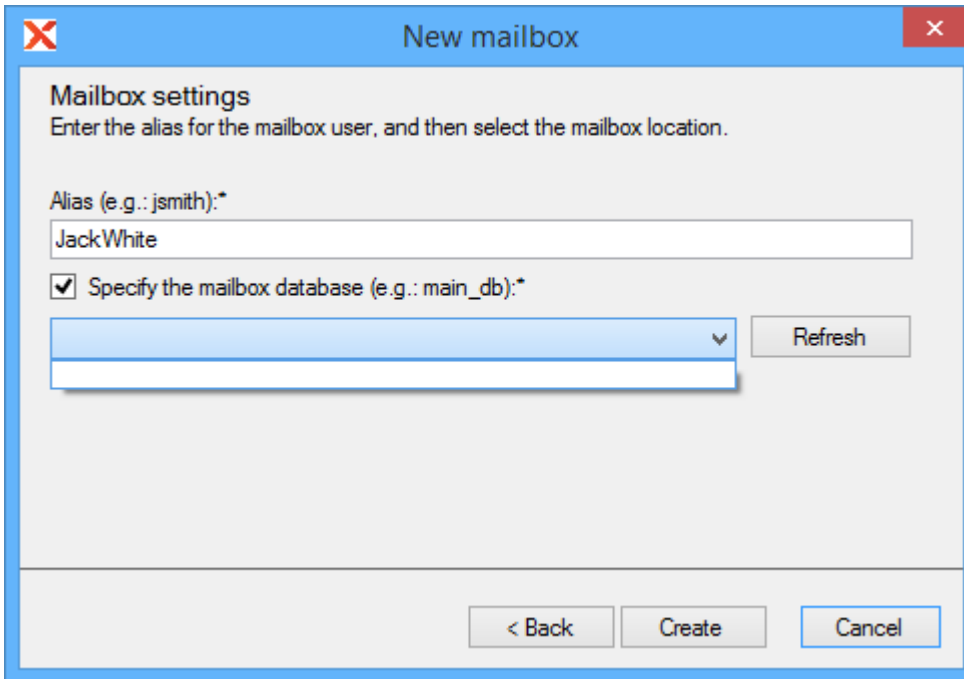 New mailbox
Mailbox settings
Enter the alias for the mailbox user, and then select the mailbox location.
Alias (e.g.: jsmith):*
JackWhite
Specify the mailbox database (e.g.: main_db):*
Refresh
< Back Create Cancel